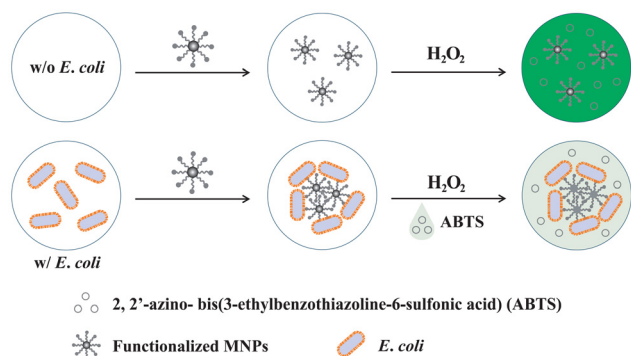 w/o E. coli
H₂O₂
w/ E. coli
H₂O₂
ABTS
2, 2'-azino- bis(3-ethylbenzothiazoline-6-sulfonic acid) (ABTS)
Functionalized MNPs
E. coli